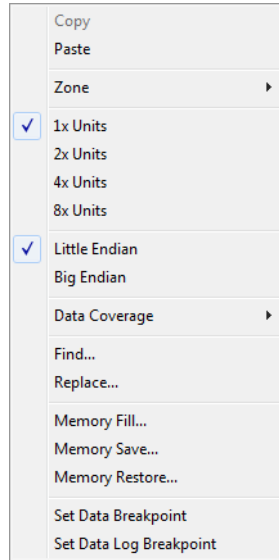 Copy
Paste
Zone
1x Units
2x Units
4x Units
8x Units
Little Endian
Big Endian
Data Coverage
Find...
Replace...
Memory Fill...
Memory Save...
Memory Restore...
Set Data Breakpoint
Set Data Log Breakpoint